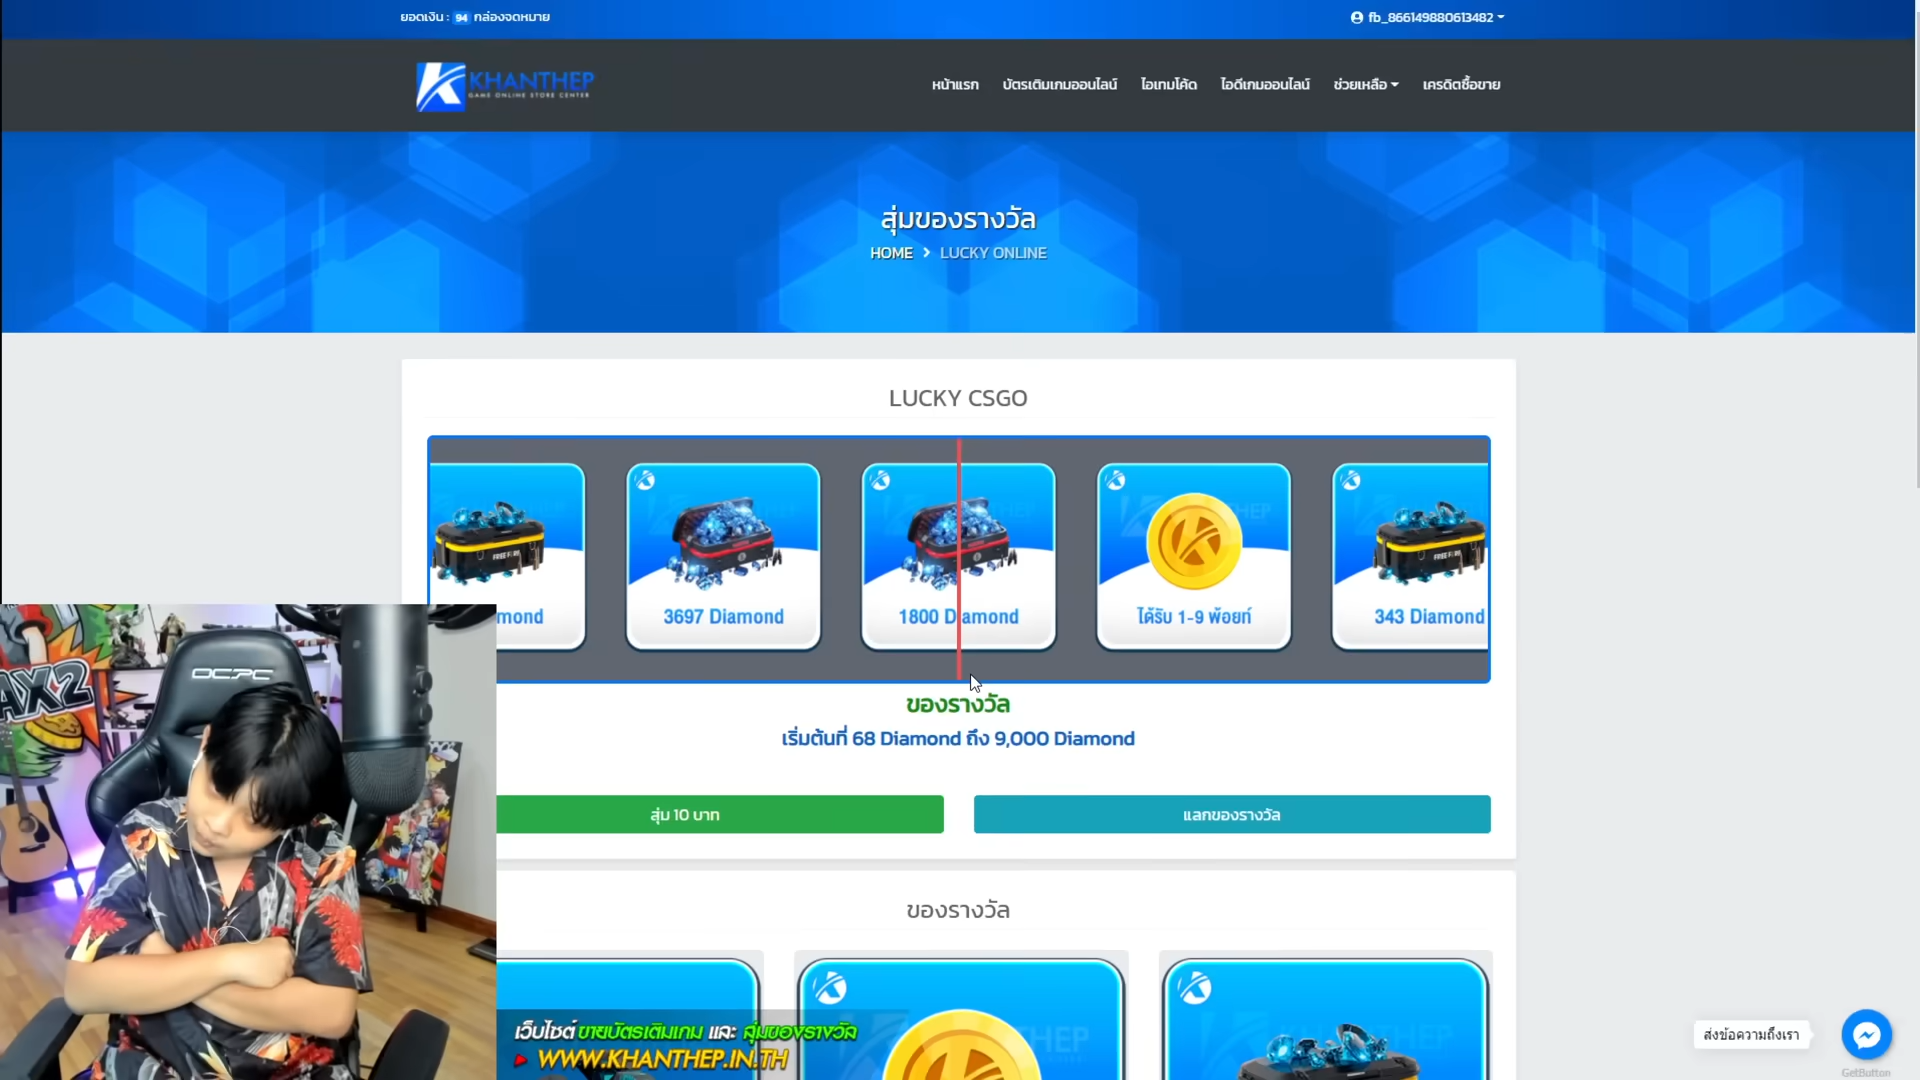 ยอดเงิน : 94 กล่องจดหมาย
fb_866149880613482
KHANTHEP
GAME ONLINE STORE CENTER
หน้าแรก บัตรเติมเกมออนไลน์ ไอเทมโค้ด ไอดีเกมออนไลน์ ช่วยเหลือ เครดิตซื้อขาย
สุ่มของรางวัล
HOME > LUCKY ONLINE
LUCKY CSGO
FREE FIRE
mond
3697 Diamond
1800 Diamond
ได้รับ 1-9 พ้อยท์
343 Diamond
ของรางวัล
เริ่มต้นที่ 68 Diamond ถึง 9,000 Diamond
สุ่ม 10 บาท
แลกของรางวัล
ของรางวัล
OCPC
AX2
เว็บไซต์ ขายบัตรเติมเกม และ สุ่มของรางวัล
WWW.KHANTHEP.IN.TH
ส่งข้อความถึงเรา
GetButton